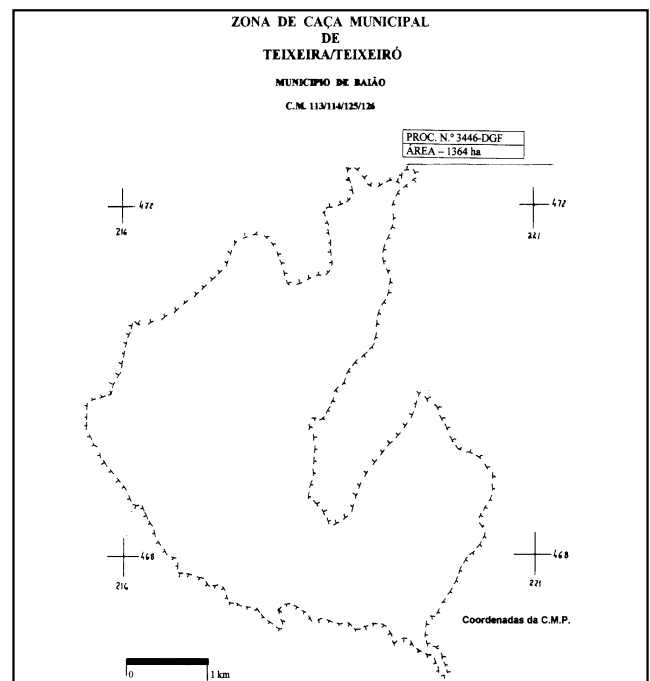 ZONA DE CAÇA MUNICIPAL
DE
TEIXEIRA/TEIXEIRÓ
MUNICIPIO DE BAIÃO
C.M. 113/114/125/126
PROC. N.º 3446-DGF
ÁREA – 1364 ha
472
216
472
221
468
216
468
221
Coordenadas da C.M.P.
0 1 km